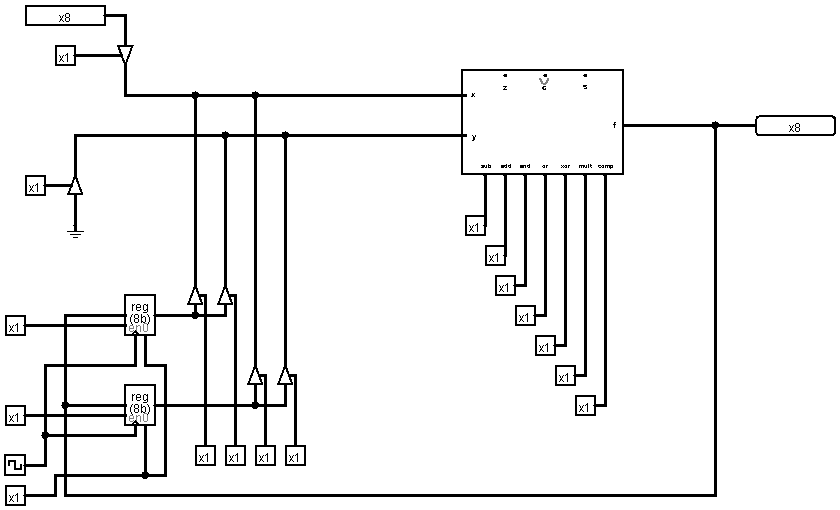 x8
x1
x
z
c
s
f
x8
y
sub add and or xor mult comp
x1
x1
x1
x1
reg
(8b)
en0
x1
x1
x1
x1
reg
(8b)
en0
x1
x1
x1
x1 x1 x1 x1
x1